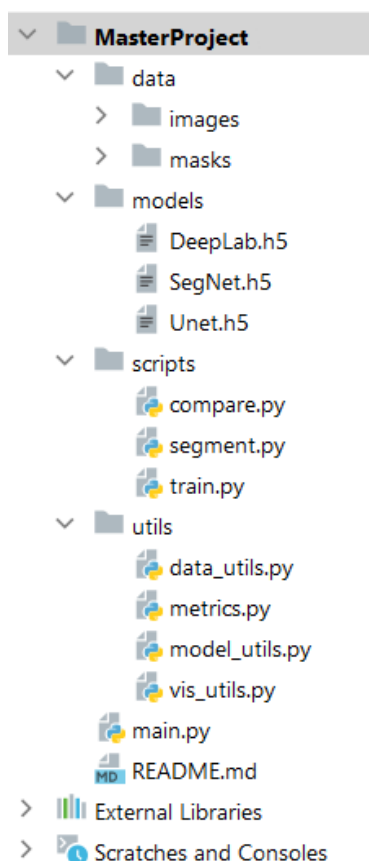 MasterProject
data
images
masks
models
DeepLab.h5
SegNet.h5
Unet.h5
scripts
compare.py
segment.py
train.py
utils
data_utils.py
metrics.py
model_utils.py
vis_utils.py
main.py
MD README.md
External Libraries
Scratches and Consoles